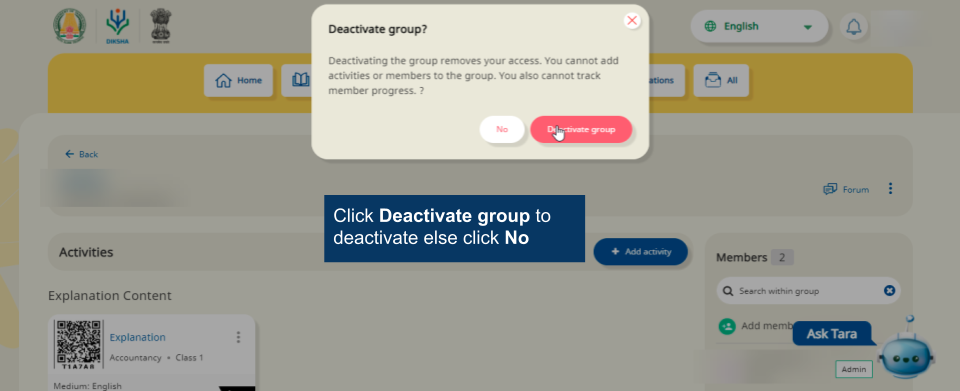 Deactivate group?
English
DIKSHA
Deactivating the group removes your access. You cannot add
activities or members to the group. You also cannot track
member progress. ?
Home
ations
All
No
Deactivate group
Back
Forum
Click Deactivate group to
deactivate else click No
Activities
+ Add activity
Members 2
Explanation Content
Search within group
Explanation
Add memb
Ask Tara
Accountancy • Class 1
T1A7A8
Admin
Medium: English